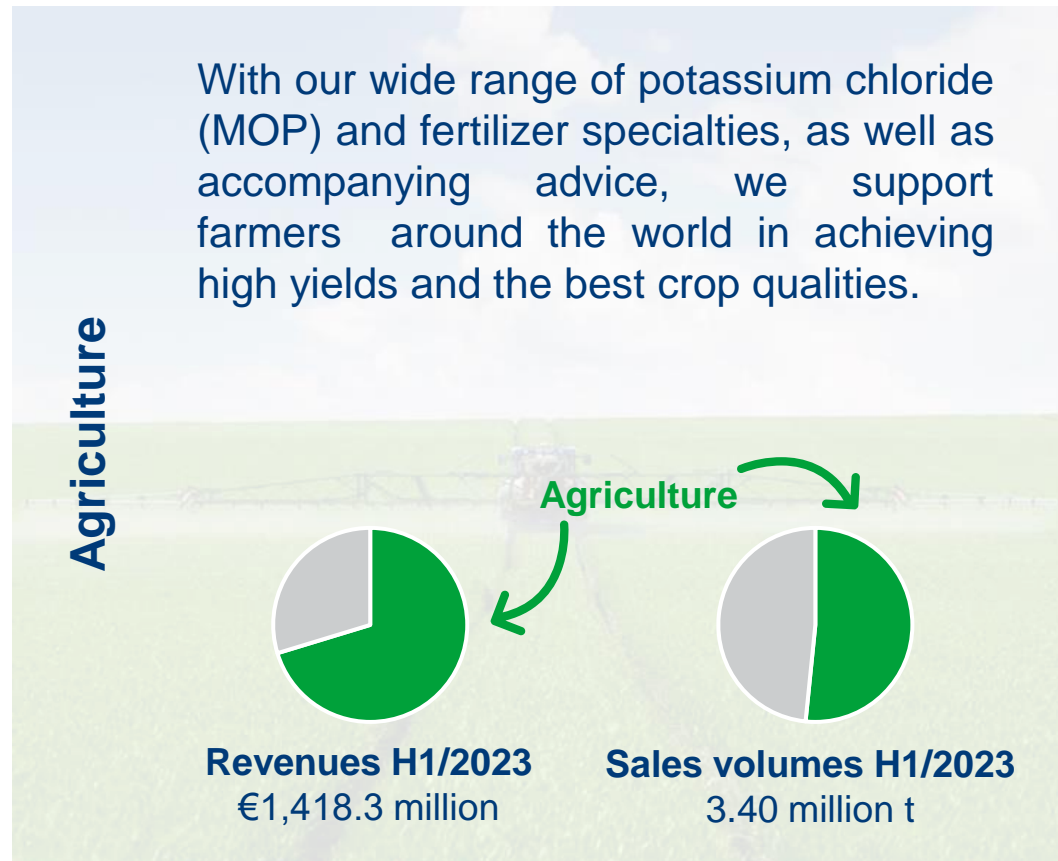 With our wide range of potassium chloride
(MOP) and fertilizer specialties, as well as
accompanying advice, we support
farmers around the world in achieving
high yields and the best crop qualities.
Agriculture
Agriculture
Revenues H1/2023
€1,418.3 million
Sales volumes H1/2023
3.40 million t